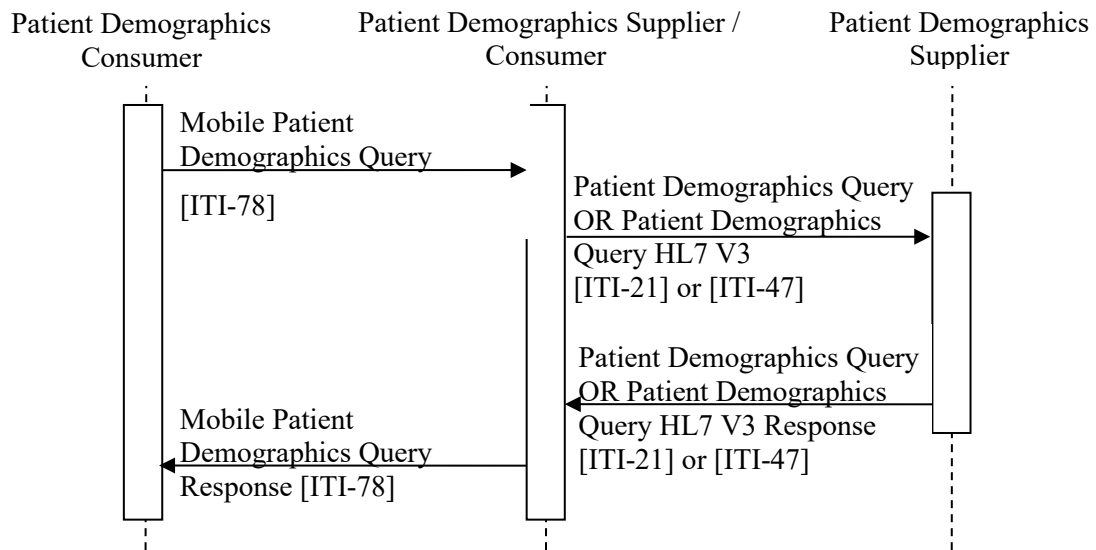 Patient Demographics
Consumer
Patient Demographics Supplier /
Consumer
Patient Demographics
Supplier
Mobile Patient
Demographics Query
[ITI-78]
Patient Demographics Query
OR Patient Demographics
Query HL7 V3
[ITI-21] or [ITI-47]
Patient Demographics Query
OR Patient Demographics
Query HL7 V3 Response
[ITI-21] or [ITI-47]
Mobile Patient
Demographics Query
Response [ITI-78]